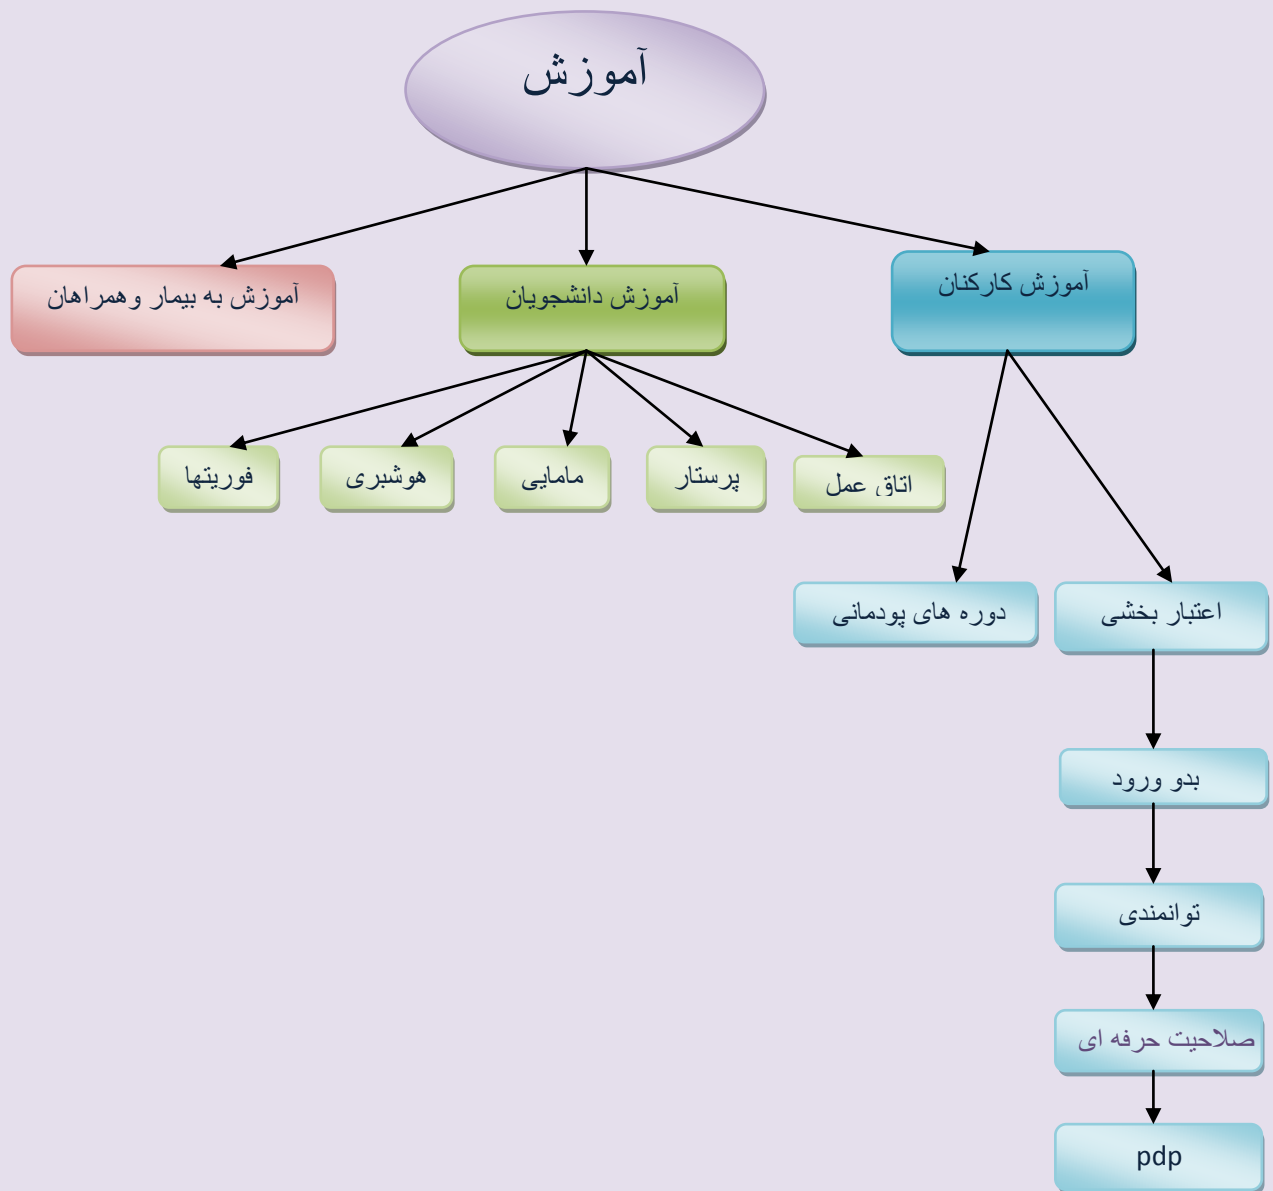 آموزش
آموزش کارکنان
آموزش دانشجویان
آموزش به بیمار وهمراهان
اتاق عمل
پرستار
مامایی
هوشبری
فوریتها
اعتبار بخشی
دوره های پودمانی
بدو ورود
توانمندی
صلاحیت حرفه ای
pdp